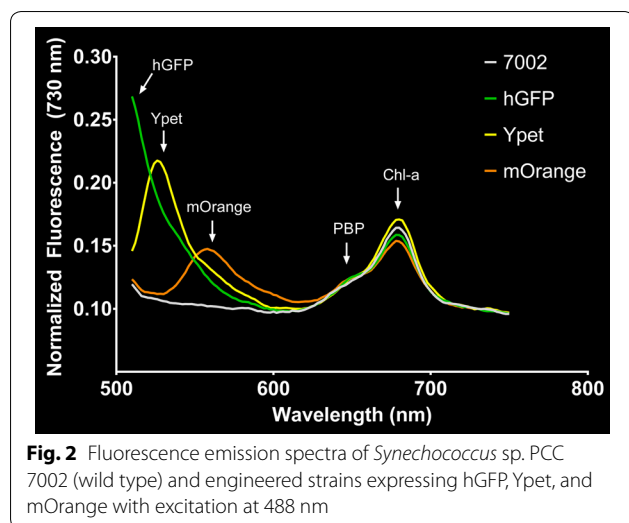 Normalized Fluorescence (730 nm)
0.30
0.25
0.20
0.15
0.10
hGFP
Ypet
mOrange
PBP
Chl-a
7002
hGFP
Ypet
mOrange
500
600
700
800
Wavelength (nm)
Fig. 2 Fluorescence emission spectra of Synechococcus sp. PCC
7002 (wild type) and engineered strains expressing hGFP, Ypet, and
mOrange with excitation at 488 nm